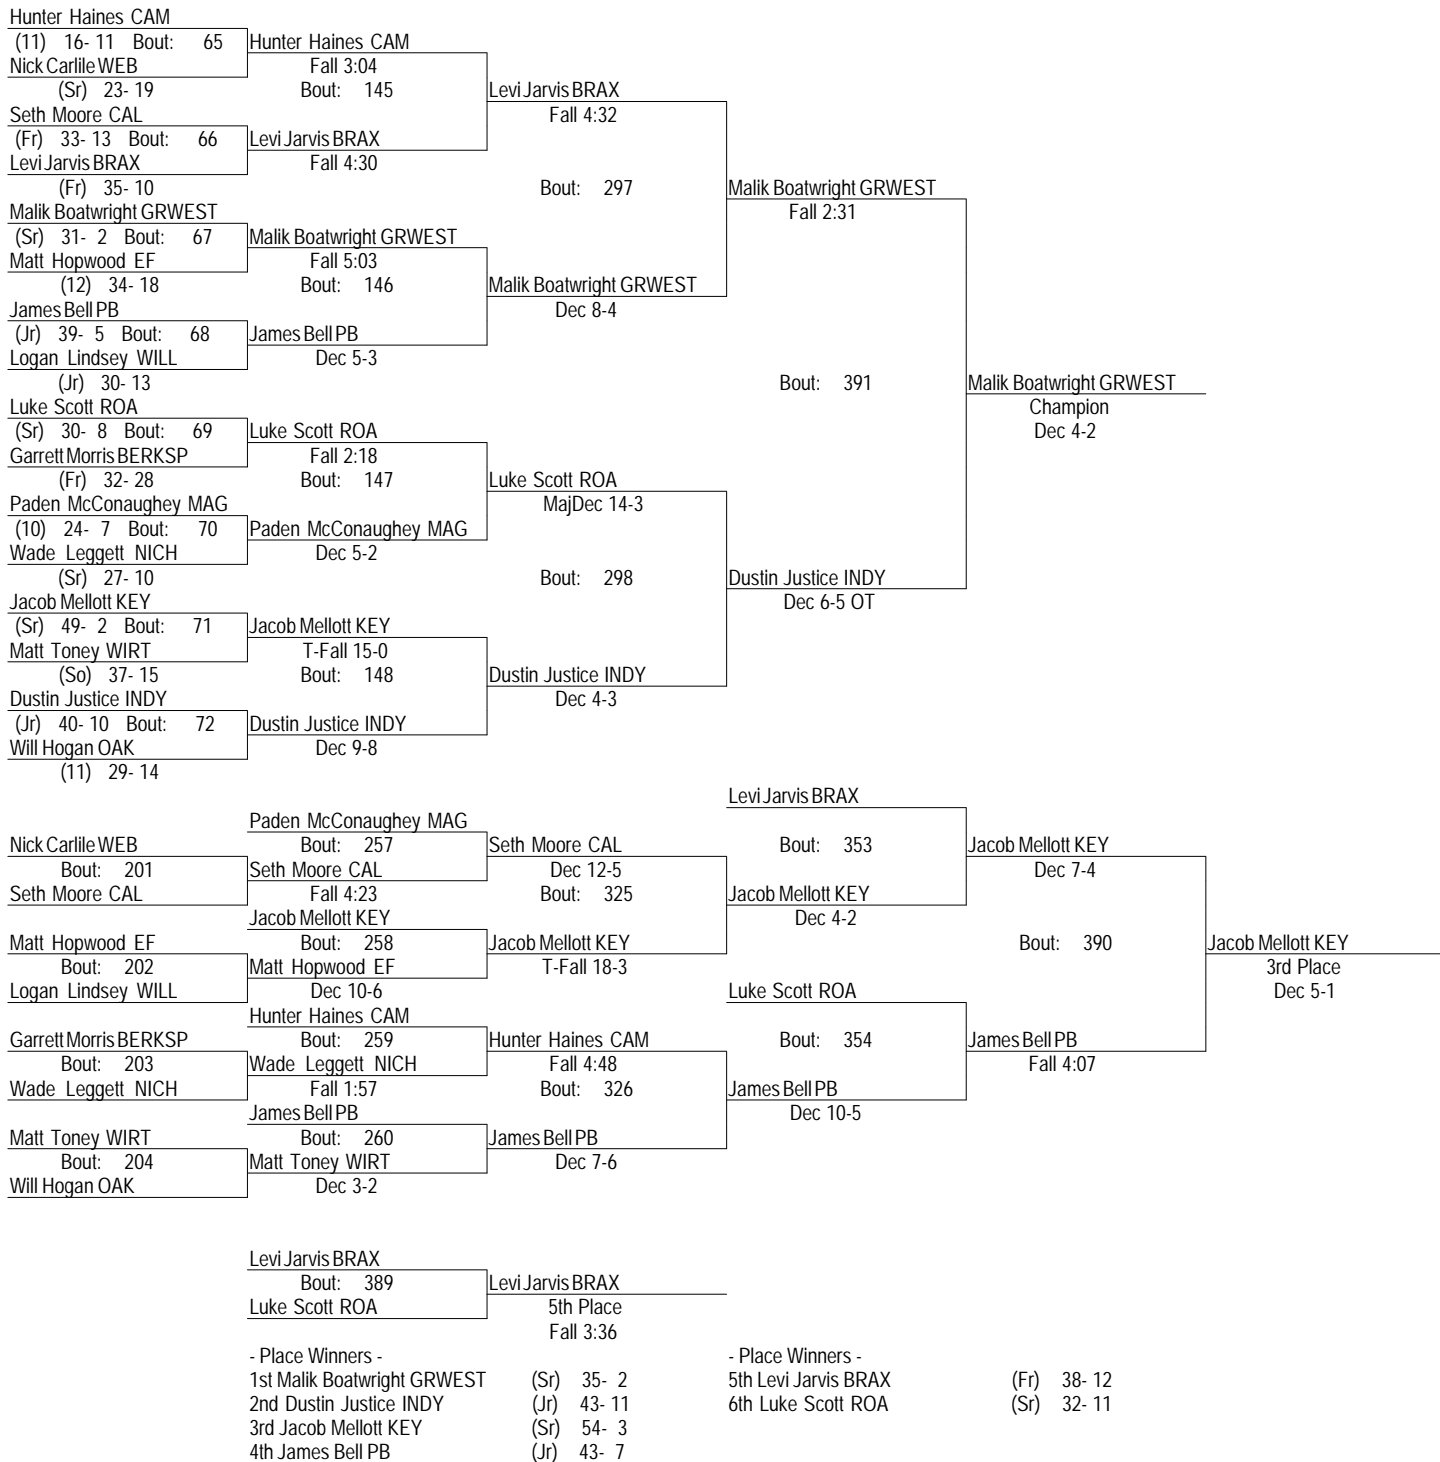 Hunter Haines CAM
(11) 16- 11 Bout: 65 Hunter Haines CAM
Nick Carlile WEB Fall 3:04
(Sr) 23- 19 Bout: 145 Levi Jarvis BRAX
Seth Moore CAL Fall 4:32
(Fr) 33- 13 Bout: 66 Levi Jarvis BRAX
Levi Jarvis BRAX Fall 4:30
(Fr) 35- 10 Bout: 297 Malik Boatwright GRWEST
Malik Boatwright GRWEST Fall 2:31
(Sr) 31- 2 Bout: 67 Malik Boatwright GRWEST
Matt Hopwood EF Fall 5:03
(12) 34- 18 Bout: 146 Malik Boatwright GRWEST
James Bell PB Dec 8-4
(Jr) 39- 5 Bout: 68 James Bell PB
Logan Lindsey WILL Dec 5-3
(Jr) 30- 13 Bout: 391 Malik Boatwright GRWEST
Luke Scott ROA Champion
(Sr) 30- 8 Bout: 69 Luke Scott ROA Dec 4-2
Garrett Morris BERKSP Fall 2:18
(Fr) 32- 28 Bout: 147 Luke Scott ROA
Paden McConaughey MAG MajDec 14-3
(10) 24- 7 Bout: 70 Paden McConaughey MAG
Wade Leggett NICH Dec 5-2
(Sr) 27- 10 Bout: 298 Dustin Justice INDY
Jacob Mellott KEY Dec 6-5 OT
(Sr) 49- 2 Bout: 71 Jacob Mellott KEY
Matt Toney WIRT T-Fall 15-0
(So) 37- 15 Bout: 148 Dustin Justice INDY
Dustin Justice INDY Dec 4-3
(Jr) 40- 10 Bout: 72 Dustin Justice INDY
Will Hogan OAK Dec 9-8
(11) 29- 14
Levi Jarvis BRAX
Paden McConaughey MAG
Nick Carlile WEB Bout: 257 Seth Moore CAL Bout: 353 Jacob Mellott KEY
Bout: 201 Seth Moore CAL Dec 12-5 Dec 7-4
Seth Moore CAL Fall 4:23 Bout: 325 Jacob Mellott KEY
Jacob Mellott KEY Dec 4-2
Matt Hopwood EF Bout: 258 Jacob Mellott KEY Bout: 390 Jacob Mellott KEY
Bout: 202 Matt Hopwood EF T-Fall 18-3 3rd Place
Logan Lindsey WILL Dec 10-6 Luke Scott ROA Dec 5-1
Hunter Haines CAM
Garrett Morris BERKSP Bout: 259 Hunter Haines CAM Bout: 354 James Bell PB
Bout: 203 Wade Leggett NICH Fall 4:48 Fall 4:07
Wade Leggett NICH Fall 1:57 Bout: 326 James Bell PB
James Bell PB Dec 10-5
Matt Toney WIRT Bout: 260 James Bell PB
Bout: 204 Matt Toney WIRT Dec 7-6
Will Hogan OAK Dec 3-2
Levi Jarvis BRAX
Bout: 389 Levi Jarvis BRAX
Luke Scott ROA 5th Place
Fall 3:36
- Place Winners - - Place Winners -
1st Malik Boatwright GRWEST (Sr) 35- 2 5th Levi Jarvis BRAX (Fr) 38- 12
2nd Dustin Justice INDY (Jr) 43- 11 6th Luke Scott ROA (Sr) 32- 11
3rd Jacob Mellott KEY (Sr) 54- 3
4th James Bell PB (Jr) 43- 7